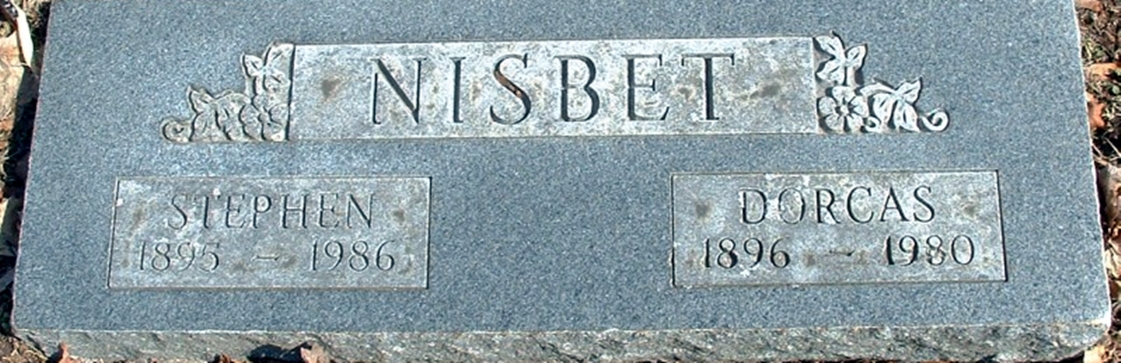 NISBET
STEPHEN
1895 – 1986
DORCAS
1896 – 1980